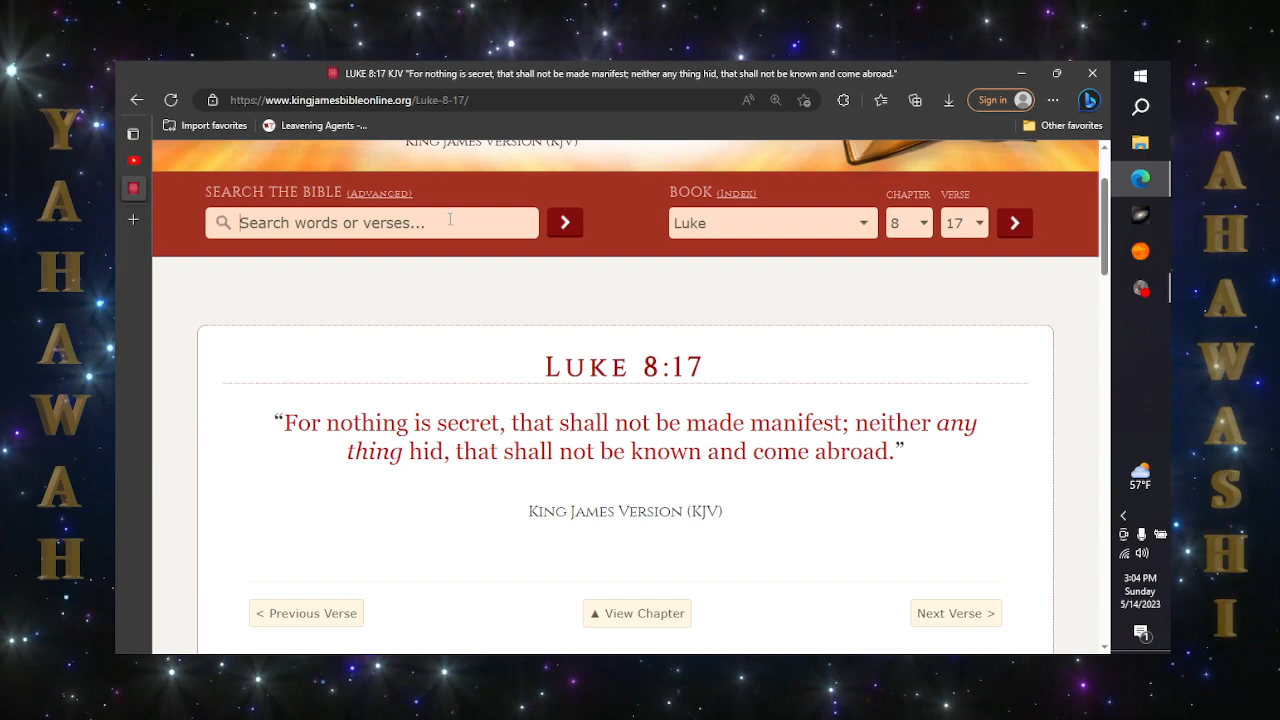 YAHAWAH
LUKE 8:17 KJV "For nothing is secret, that shall not be made manifest; neither any thing hid, that shall not be known and come abroad."
https://www.kingjamesbibleonline.org/Luke-8-17/
Sign in
Import favorites
Leavening Agents -...
Other favorites
KING JAMES VERSION (KJV)
SEARCH THE BIBLE (ADVANCED)
BOOK (INDEX)
CHAPTER
VERSE
Search words or verses...
Luke
8
17
LUKE 8:17
“For nothing is secret, that shall not be made manifest; neither any
thing hid, that shall not be known and come abroad.”
KING JAMES VERSION (KJV)
< Previous Verse
▲ View Chapter
Next Verse >
57°F
3:04 PM
Sunday
5/14/2023
1
YAHAWASHI